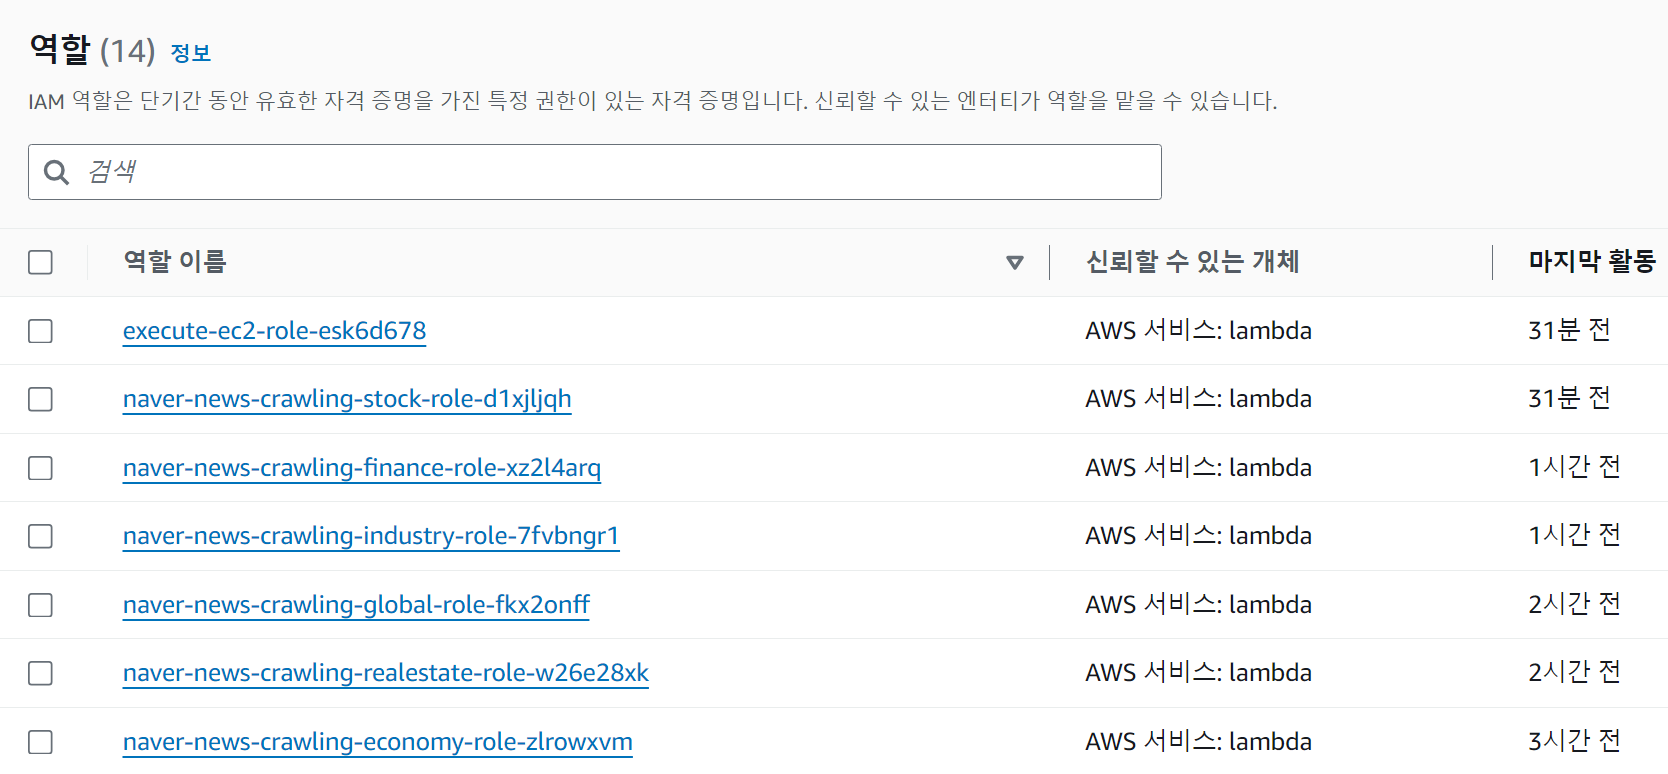 역할 (14) 정보
IAM 역할은 단기간 동안 유효한 자격 증명을 가진 특정 권한이 있는 자격 증명입니다. 신뢰할 수 있는 엔터티가 역할을 맡을 수 있습니다.
검색
역할 이름 신뢰할 수 있는 개체 마지막 활동
execute-ec2-role-esk6d678 AWS 서비스: lambda 31분 전
naver-news-crawling-stock-role-d1xjljqh AWS 서비스: lambda 31분 전
naver-news-crawling-finance-role-xz2l4arq AWS 서비스: lambda 1시간 전
naver-news-crawling-industry-role-7fvbngr1 AWS 서비스: lambda 1시간 전
naver-news-crawling-global-role-fkx2onff AWS 서비스: lambda 2시간 전
naver-news-crawling-realestate-role-w26e28xk AWS 서비스: lambda 2시간 전
naver-news-crawling-economy-role-zlrowxvm AWS 서비스: lambda 3시간 전